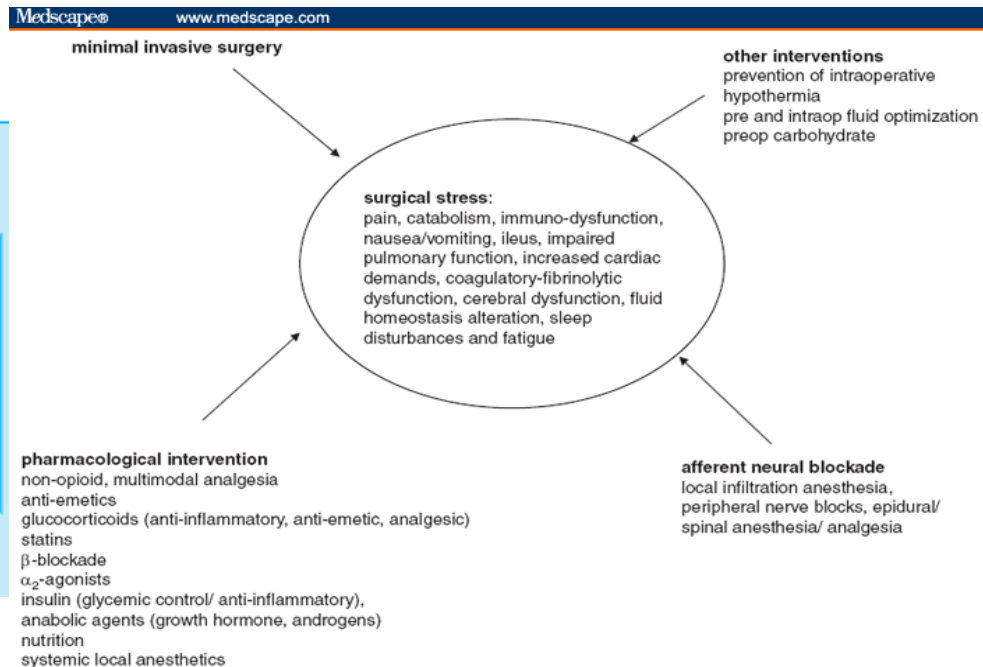 Medscape® www.medscape.com
minimal invasive surgery
other interventions
prevention of intraoperative
hypothermia
pre and intraop fluid optimization
preop carbohydrate
surgical stress:
pain, catabolism, immuno-dysfunction,
nausea/vomiting, ileus, impaired
pulmonary function, increased cardiac
demands, coagulatory-fibrinolytic
dysfunction, cerebral dysfunction, fluid
homeostasis alteration, sleep
disturbances and fatigue
pharmacological intervention
non-opioid, multimodal analgesia
anti-emetics
glucocorticoids (anti-inflammatory, anti-emetic, analgesic)
statins
β-blockade
α₂-agonists
insulin (glycemic control/ anti-inflammatory),
anabolic agents (growth hormone, androgens)
nutrition
systemic local anesthetics
afferent neural blockade
local infiltration anesthesia,
peripheral nerve blocks, epidural/
spinal anesthesia/ analgesia